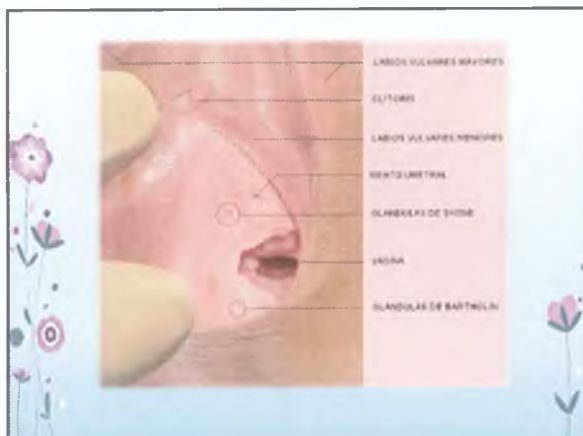 LABIOS VULVARES MAYORES
CLITORIS
LABIOS VULVARES MENORES
MEATO URETRAL
GLANDULAS DE SKENE
VAGINA
GLANDULAS DE BARTHOLIN